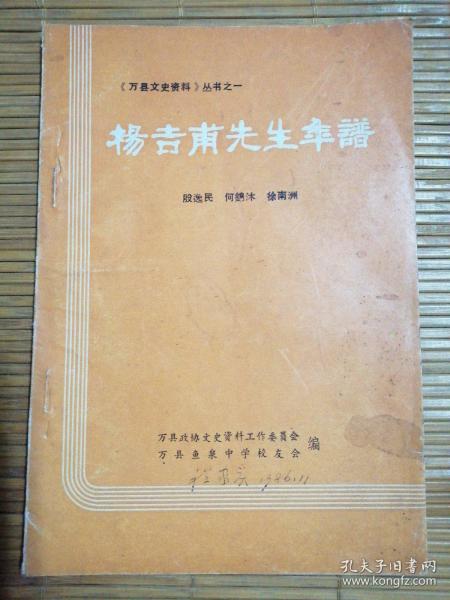 《万县文史资料》丛书之一
楊吉甫先生年譜
殷逸民 何鹤沐 徐南洲
万县政协文史资料工作委员会
万县鱼泉中学校友会
编
1986.11
孔夫子旧书网
www.kongfz.com